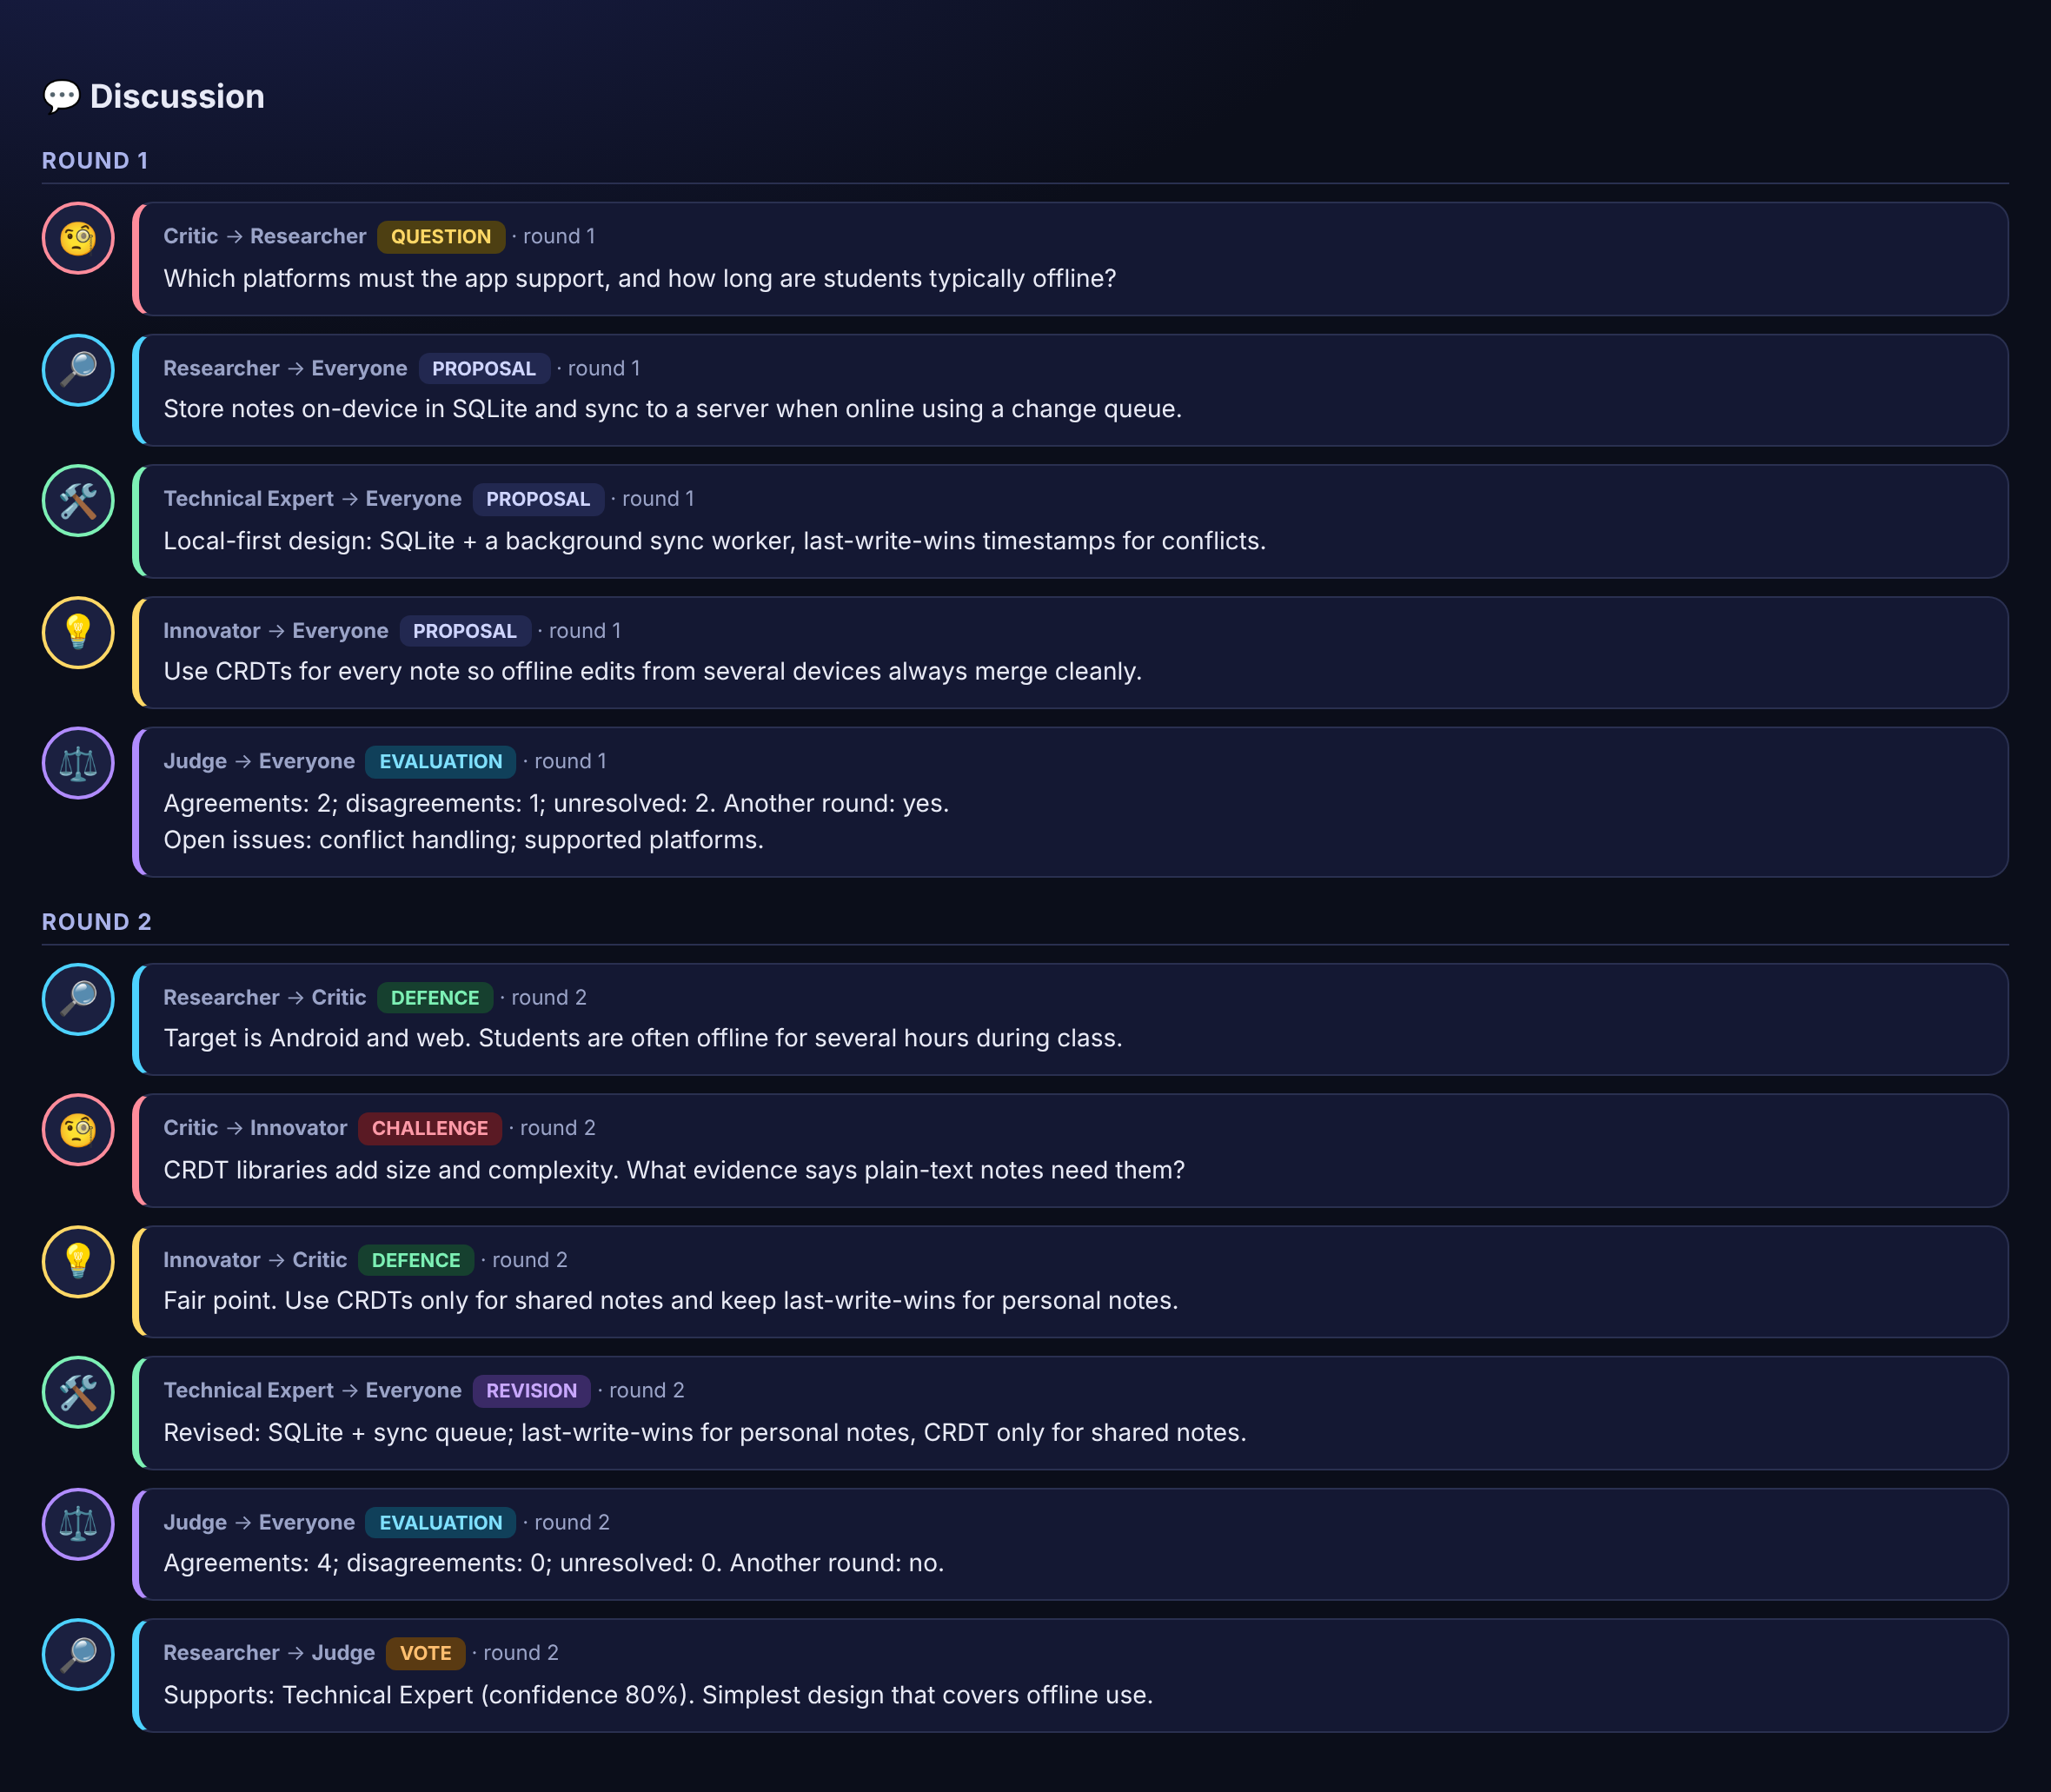 💬 Discussion
ROUND 1
Critic → Researcher QUESTION · round 1
Which platforms must the app support, and how long are students typically offline?
Researcher → Everyone PROPOSAL · round 1
Store notes on-device in SQLite and sync to a server when online using a change queue.
Technical Expert → Everyone PROPOSAL · round 1
Local-first design: SQLite + a background sync worker, last-write-wins timestamps for conflicts.
Innovator → Everyone PROPOSAL · round 1
Use CRDTs for every note so offline edits from several devices always merge cleanly.
Judge → Everyone EVALUATION · round 1
Agreements: 2; disagreements: 1; unresolved: 2. Another round: yes.
Open issues: conflict handling; supported platforms.
ROUND 2
Researcher → Critic DEFENCE · round 2
Target is Android and web. Students are often offline for several hours during class.
Critic → Innovator CHALLENGE · round 2
CRDT libraries add size and complexity. What evidence says plain-text notes need them?
Innovator → Critic DEFENCE · round 2
Fair point. Use CRDTs only for shared notes and keep last-write-wins for personal notes.
Technical Expert → Everyone REVISION · round 2
Revised: SQLite + sync queue; last-write-wins for personal notes, CRDT only for shared notes.
Judge → Everyone EVALUATION · round 2
Agreements: 4; disagreements: 0; unresolved: 0. Another round: no.
Researcher → Judge VOTE · round 2
Supports: Technical Expert (confidence 80%). Simplest design that covers offline use.